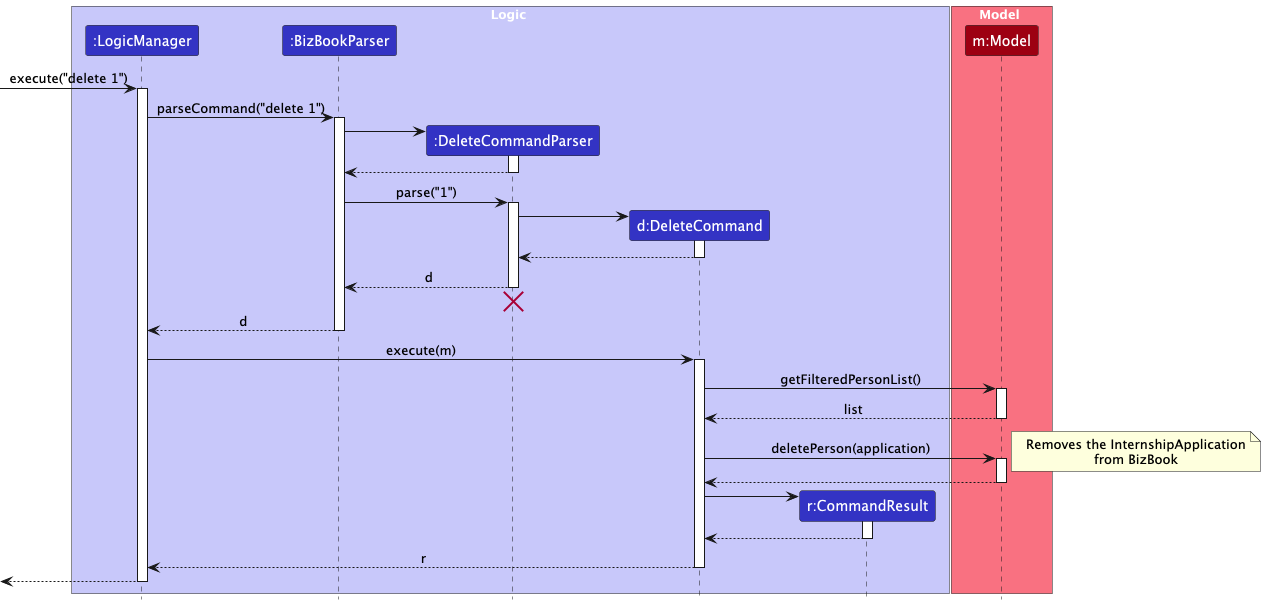 Logic
Model
:LogicManager
:BizBookParser
m:Model
execute("delete 1")
parseCommand("delete 1")
:DeleteCommandParser
parse("1")
d:DeleteCommand
d
d
execute(m)
getFilteredPersonList()
list
Removes the InternshipApplication
from BizBook
deletePerson(application)
r:CommandResult
r